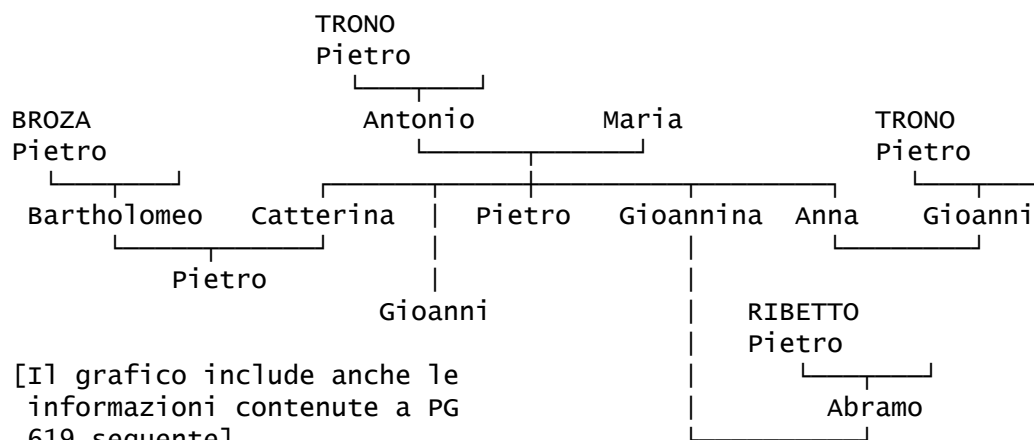 TRONO
Pietro
BROZA Antonio Maria TRONO
Pietro Pietro
Bartholomeo Catterina Pietro Gioannina Anna Gioanni
Pietro
Gioanni RIBETTO
Pietro
[Il grafico include anche le
informazioni contenute a PG Abramo
619 seguente]